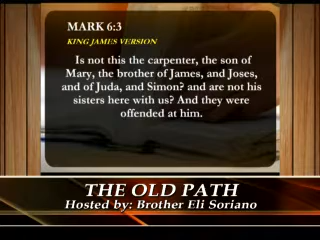 MARK 6:3
KING JAMES VERSION
Is not this the carpenter, the son of
Mary, the brother of James, and Joses,
and of Juda, and Simon? and are not his
sisters here with us? And they were
offended at him.
THE OLD PATH
Hosted by: Brother Eli Soriano